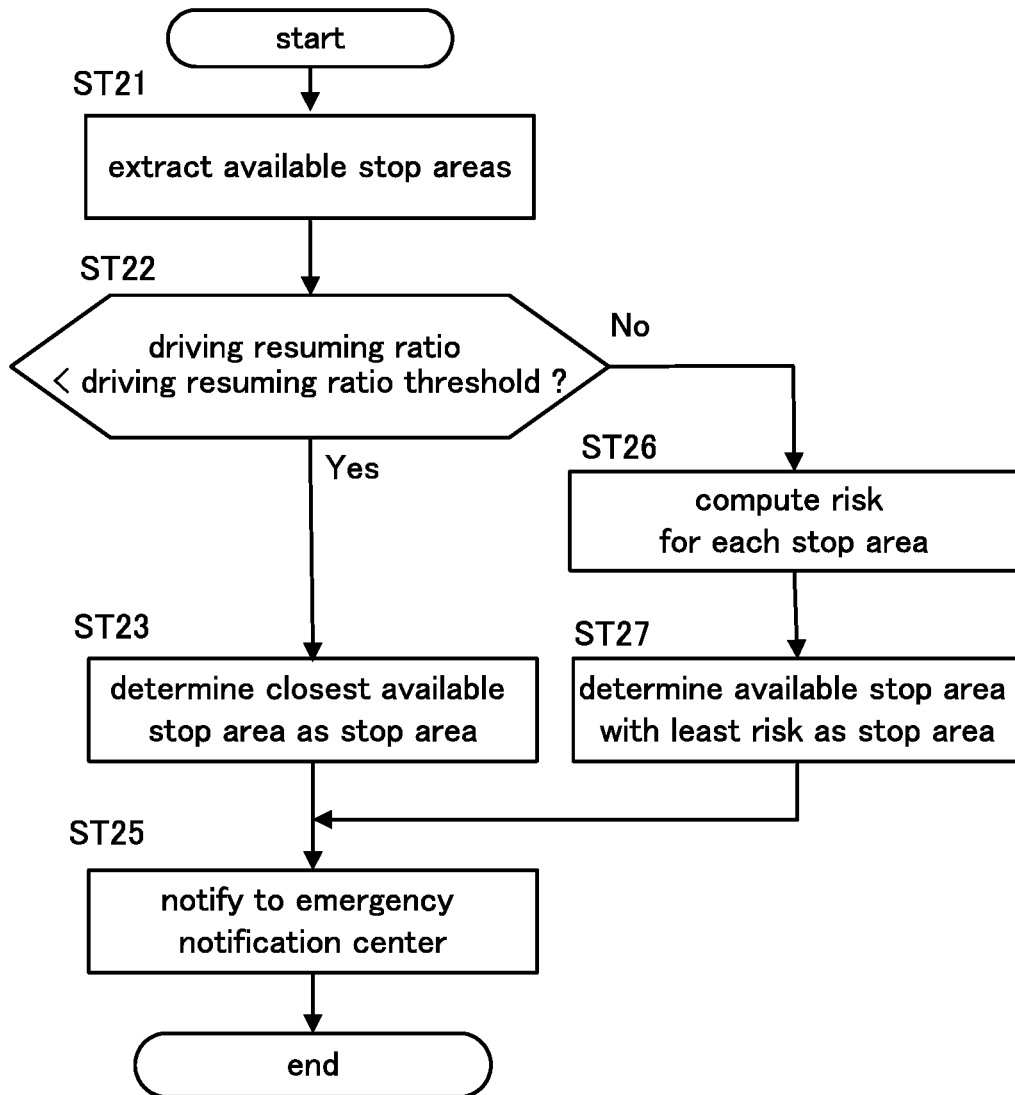 start
ST21
extract available stop areas
ST22
driving resuming ratio
< driving resuming ratio threshold ?
No
Yes
ST26
compute risk
for each stop area
ST23
determine closest available
stop area as stop area
ST27
determine available stop area
with least risk as stop area
ST25
notify to emergency
notification center
end